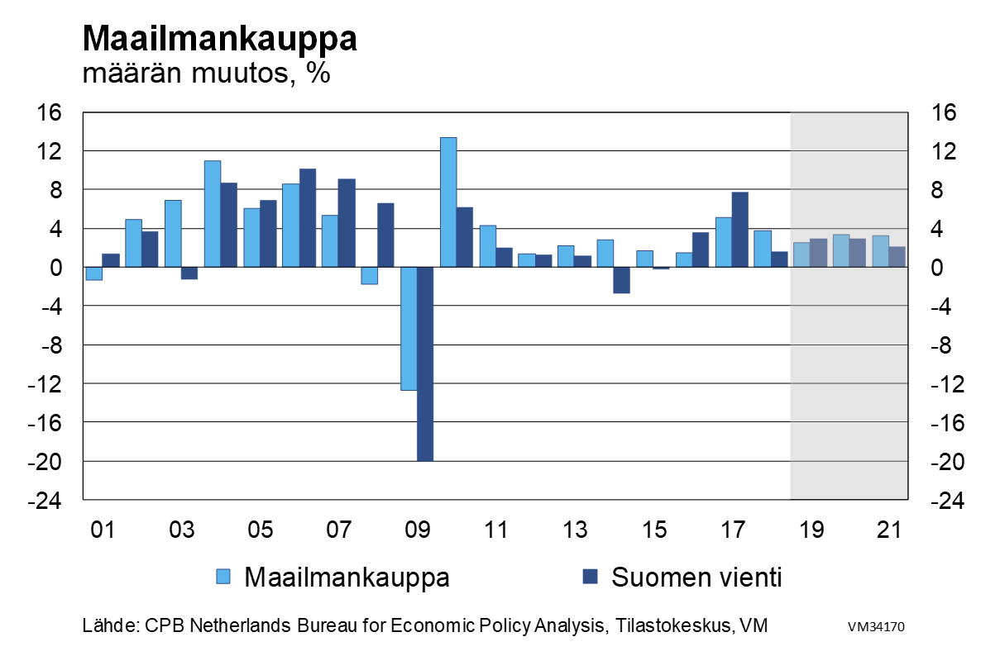 Maailmankauppa
määrän muutos, %
16 16
12 12
8 8
4 4
0 0
-4 -4
-8 -8
-12 -12
-16 -16
-20 -20
-24 -24
01 03 05 07 09 11 13 15 17 19 21
Maailmankauppa Suomen vienti
Lähde: CPB Netherlands Bureau for Economic Policy Analysis, Tilastokeskus, VM VM34170